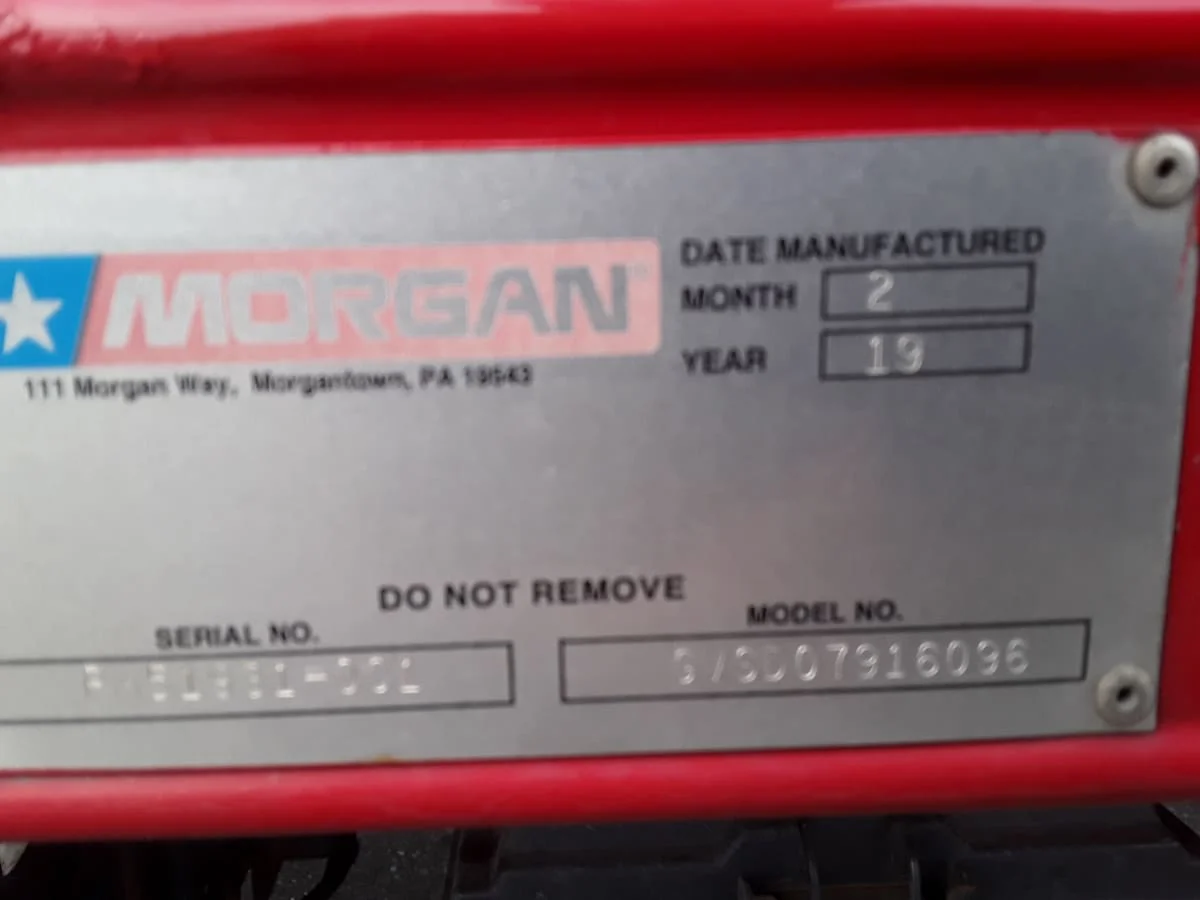 MORGAN
111 Morgan Way, Morgantown, PA 19543
DATE MANUFACTURED
MONTH 2
YEAR 19
DO NOT REMOVE
SERIAL NO.
MODEL NO.